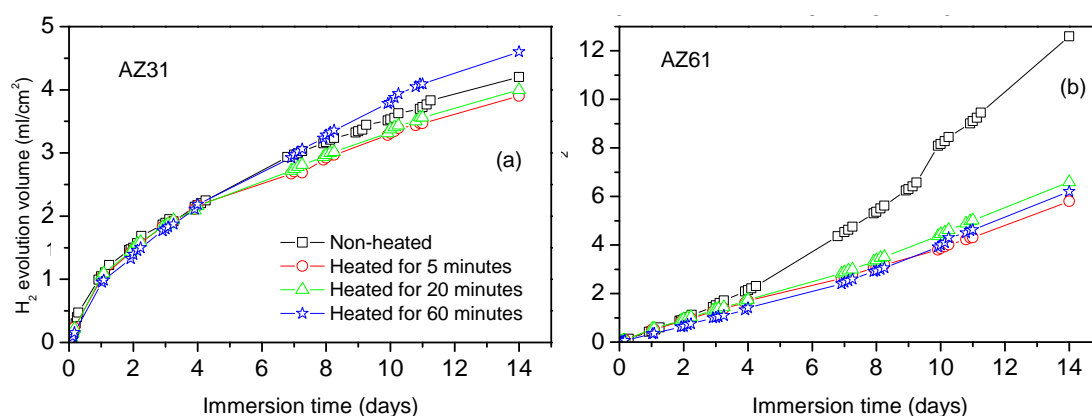 AZ31
(a)
H2 evolution volume (ml/cm2)
5
4
3
2
1
0
Non-heated
Heated for 5 minutes
Heated for 20 minutes
Heated for 60 minutes
0 2 4 6 8 10 12 14
Immersion time (days)
AZ61
(b)
2
12
10
8
6
4
2
0
0 2 4 6 8 10 12 14
Immersion time (days)